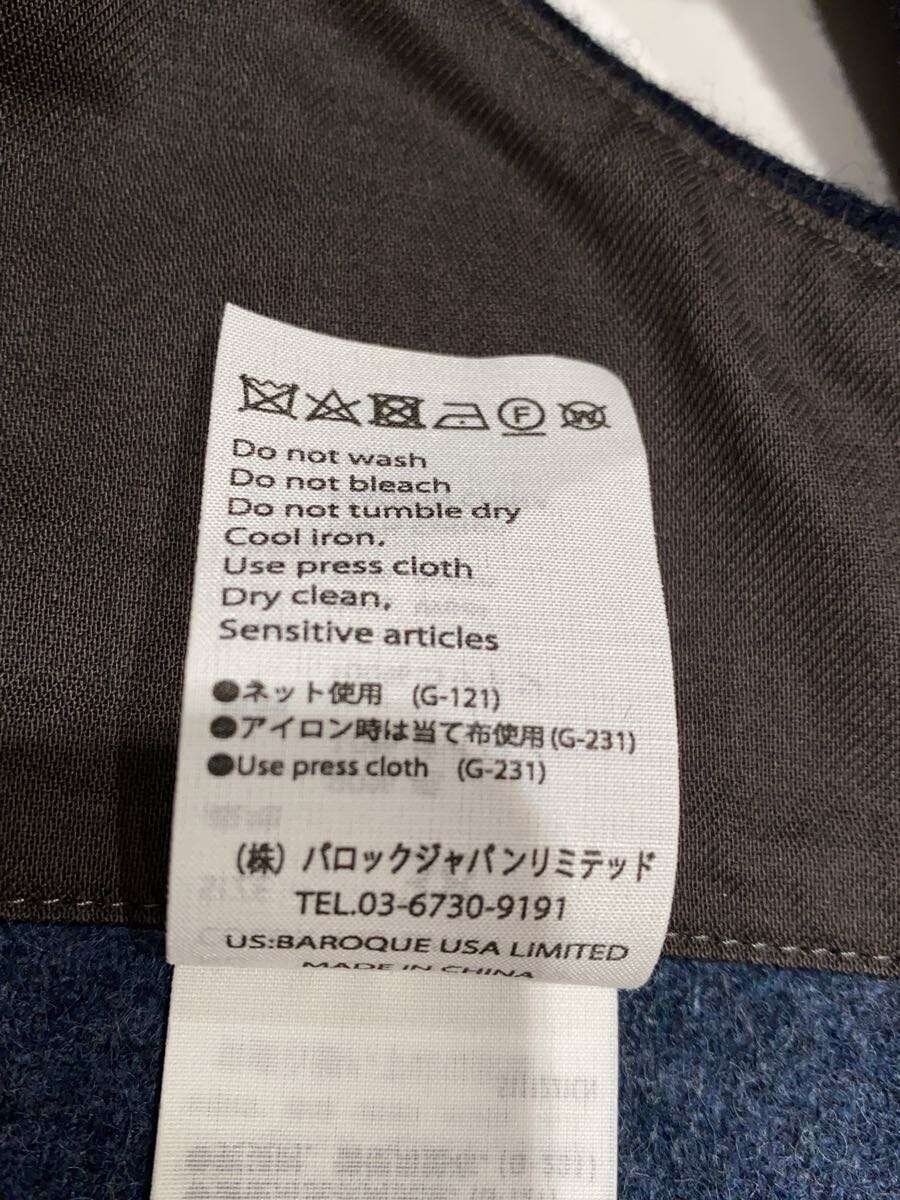 F W
Do not wash
Do not bleach
Do not tumble dry
Cool iron.
Use press cloth
Dry clean,
Sensitive articles
●ネット使用 (G-121)
●アイロン時は当て布使用 (G-231)
●Use press cloth (G-231)
(株) バロックジャパンリミテッド
TEL.03-6730-9191
US:BAROQUE USA LIMITED
MADE IN CHINA